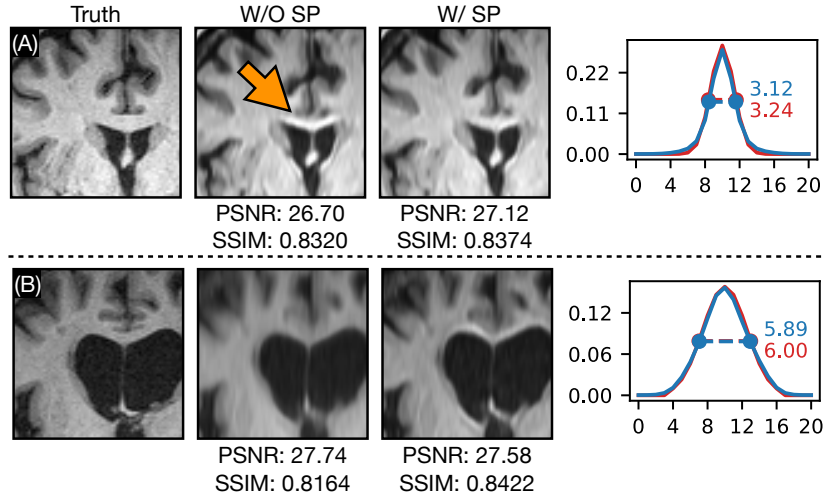 Truth W/O SP W/ SP
(A)
0.22
0.11
0.00
3.12
3.24
0 4 8 12 16 20
PSNR: 26.70 PSNR: 27.12
SSIM: 0.8320 SSIM: 0.8374
(B)
0.12
0.06
0.00
5.89
6.00
0 4 8 12 16 20
PSNR: 27.74 PSNR: 27.58
SSIM: 0.8164 SSIM: 0.8422